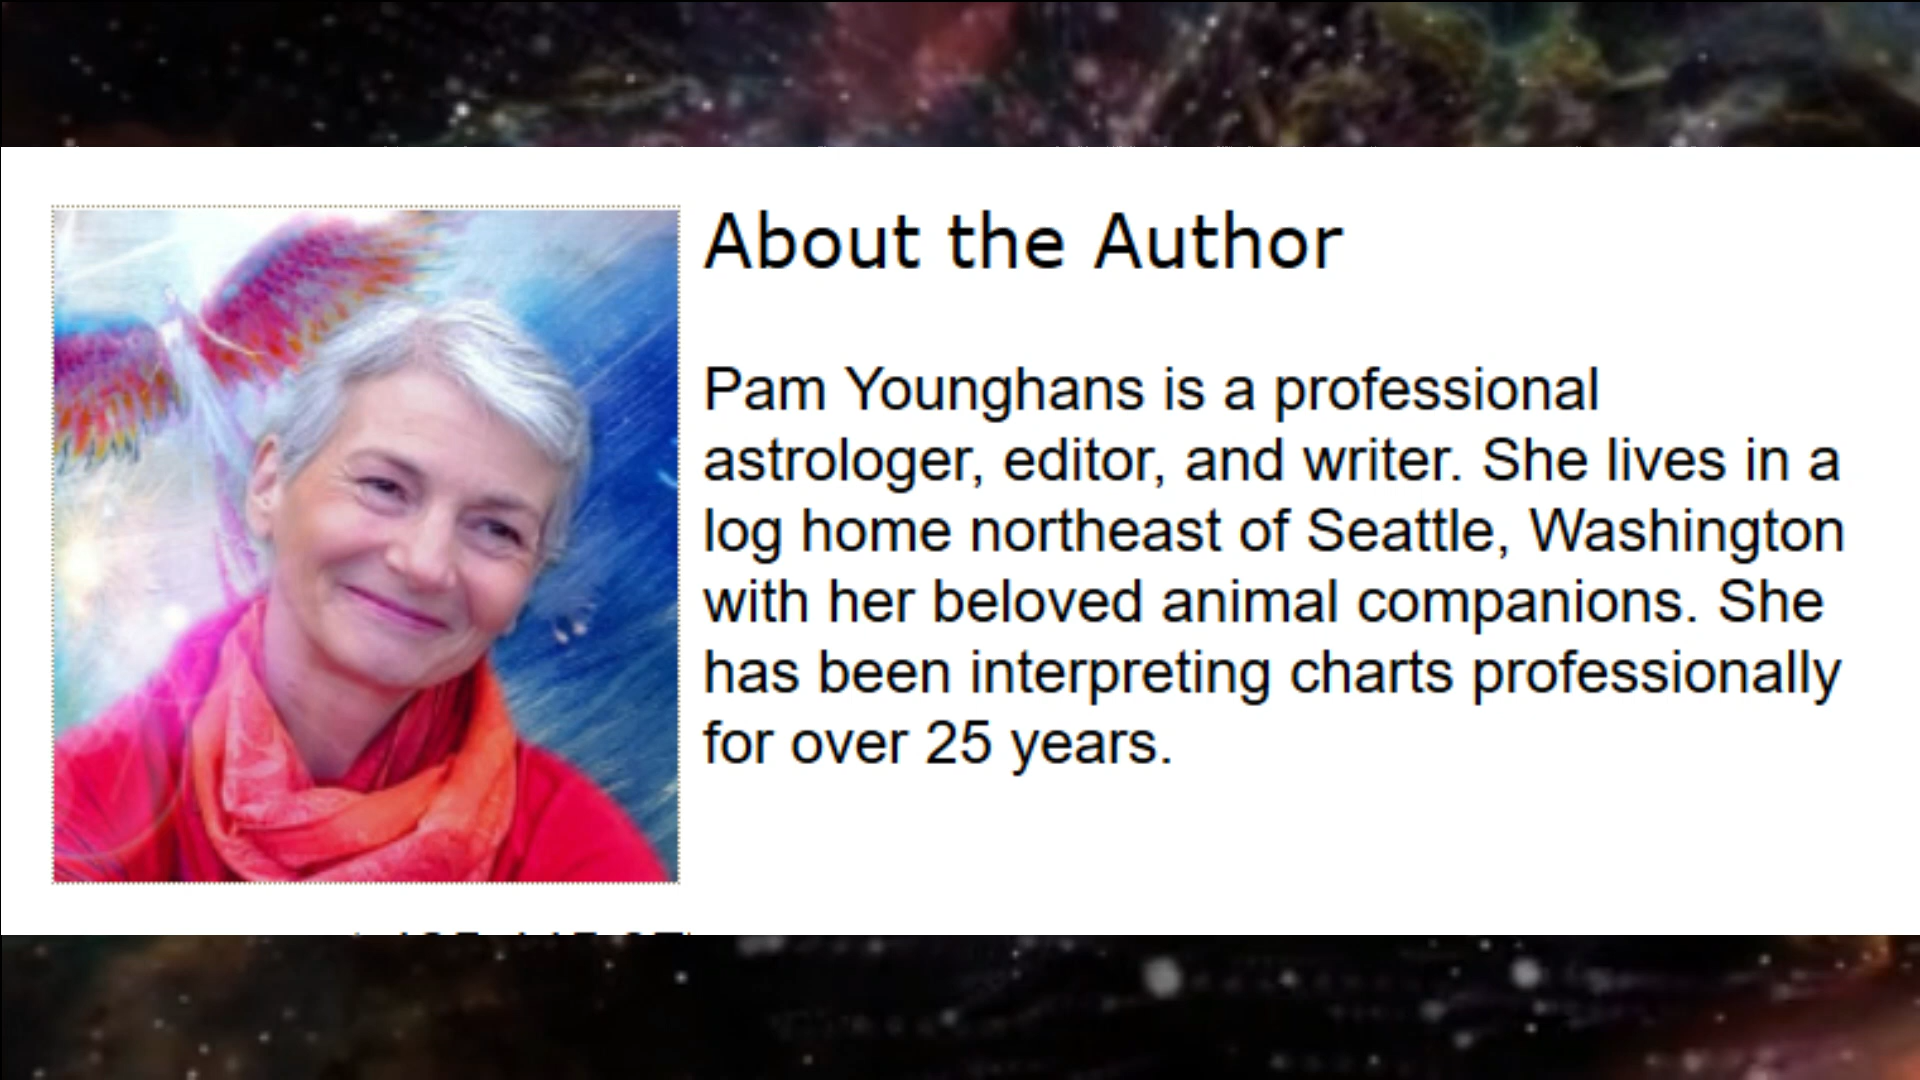 About the Author
Pam Younghans is a professional
astrologer, editor, and writer. She lives in a
log home northeast of Seattle, Washington
with her beloved animal companions. She
has been interpreting charts professionally
for over 25 years.